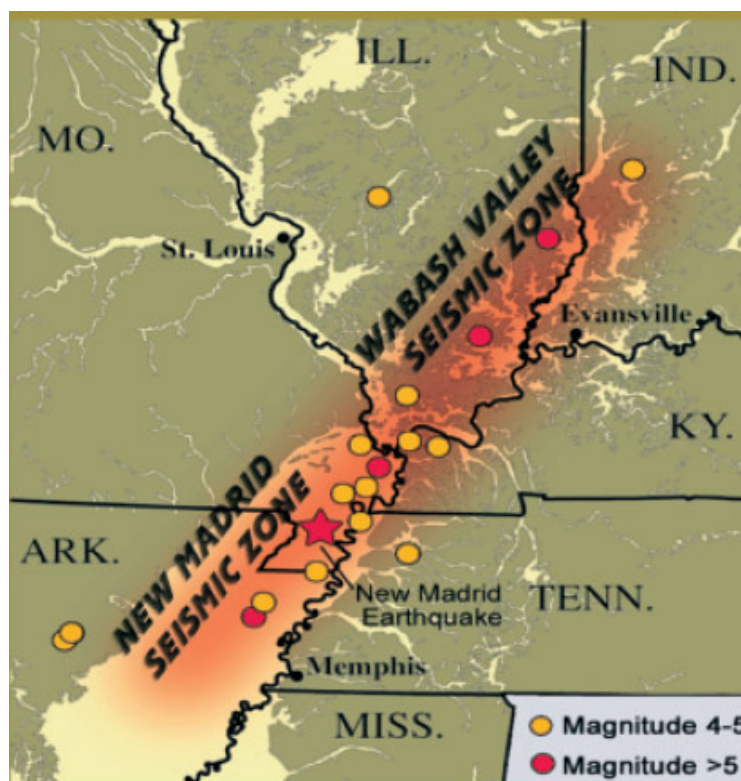 ILL.
IND.
MO.
WABASH VALLEY
SEISMIC ZONE
St. Louis
Evansville
KY.
NEW MADRID
SEISMIC ZONE
ARK.
New Madrid
Earthquake
TENN.
Memphis
MISS.
Magnitude 4-5
Magnitude >5